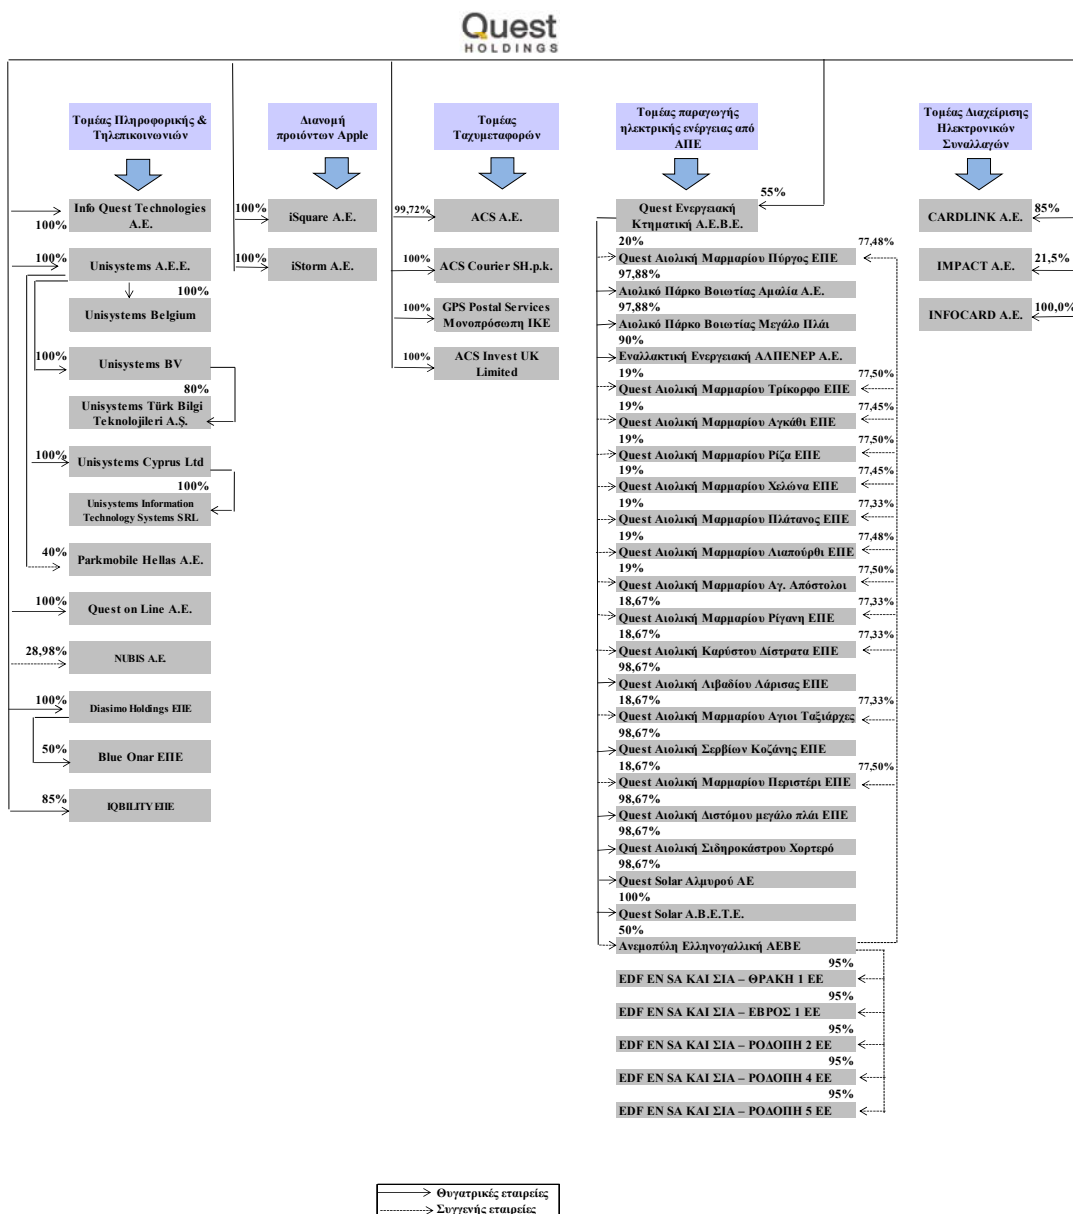 Quest
HOLDINGS
Τομέας Πληροφορικής &
Τηλεπικοινωνιών
Info Quest Technologies
Α.Ε.
100%
100%
Unisystems Α.Ε.Ε.
100%
Unisystems Belgium
100%
Unisystems BV
80%
Unisystems Türk Bilgi
Teknolojileri A.Ş.
100%
Unisystems Cyprus Ltd
100%
Unisystems Information
Technology Systems SRL
40%
Parkmobile Hellas Α.Ε.
100%
Quest on Line Α.Ε.
28,98%
NUBIS Α.Ε.
100%
Diasimo Holdings ΕΠΕ
50%
Blue Onar ΕΠΕ
85%
IQBILITY ΕΠΕ
Διανομή
προιόντων Apple
100%
iSquare Α.Ε.
100%
iStorm Α.Ε.
Τομέας
Ταχυμεταφορών
99,72%
ACS Α.Ε.
100%
ACS Courier SH.p.k.
100%
GPS Postal Services
Μονοπρόσωπη ΙΚΕ
100%
ACS Invest UK
Limited
Τομέας παραγωγής
ηλεκτρικής ενέργειας από
ΑΠΕ
55%
Quest Ενεργειακή
Κτηματική Α.Ε.Β.Ε.
20%
77,48%
Quest Αιολική Μαρμαρίου Πύργος ΕΠΕ
97,88%
Αιολικό Πάρκο Βοιωτίας Αμαλία Α.Ε.
97,88%
Αιολικό Πάρκο Βοιωτίας Μεγάλο Πλάι
90%
Εναλλακτική Ενεργειακή ΑΛΠΕΝΕΡ Α.Ε.
19%
77,50%
Quest Αιολική Μαρμαρίου Τρίκορφο ΕΠΕ
19%
77,45%
Quest Αιολική Μαρμαρίου Αγκάθι ΕΠΕ
19%
77,50%
Quest Αιολική Μαρμαρίου Ρίζα ΕΠΕ
19%
77,45%
Quest Αιολική Μαρμαρίου Χελώνα ΕΠΕ
19%
77,33%
Quest Αιολική Μαρμαρίου Πλάτανος ΕΠΕ
19%
77,48%
Quest Αιολική Μαρμαρίου Λιαπούρθι ΕΠΕ
19%
77,50%
Quest Αιολική Μαρμαρίου Αγ. Απόστολοι
18,67%
77,33%
Quest Αιολική Μαρμαρίου Ρίγανη ΕΠΕ
18,67%
77,33%
Quest Αιολική Καρύστου Δίστρατα ΕΠΕ
98,67%
Quest Αιολική Λιβαδίου Λάρισας ΕΠΕ
18,67%
77,33%
Quest Αιολική Μαρμαρίου Αγιοι Ταξιάρχες
98,67%
Quest Αιολική Σερβίων Κοζάνης ΕΠΕ
18,67%
77,50%
Quest Αιολική Μαρμαρίου Περιστέρι ΕΠΕ
98,67%
Quest Αιολική Διστόμου μεγάλο πλάι ΕΠΕ
98,67%
Quest Αιολική Σιδηροκάστρου Χορτερό
98,67%
Quest Solar Αλμυρού ΑΕ
100%
Quest Solar Α.Β.Ε.Τ.Ε.
50%
Ανεμοπύλη Ελληνογαλλική ΑΕΒΕ
95%
EDF EN SA ΚΑΙ ΣΙΑ – ΘΡΑΚΗ 1 ΕΕ
95%
EDF EN SA ΚΑΙ ΣΙΑ – ΕΒΡΟΣ 1 ΕΕ
95%
EDF EN SA ΚΑΙ ΣΙΑ – ΡΟΔΟΠΗ 2 ΕΕ
95%
EDF EN SA ΚΑΙ ΣΙΑ – ΡΟΔΟΠΗ 4 ΕΕ
95%
EDF EN SA ΚΑΙ ΣΙΑ – ΡΟΔΟΠΗ 5 ΕΕ
Τομέας Διαχείρισης
Ηλεκτρονικών
Συναλλαγών
85%
CARDLINK Α.Ε.
21,5%
IMPACT Α.Ε.
100,0%
INFOCARD Α.Ε.
Θυγατρικές εταιρείες
Συγγενής εταιρείες